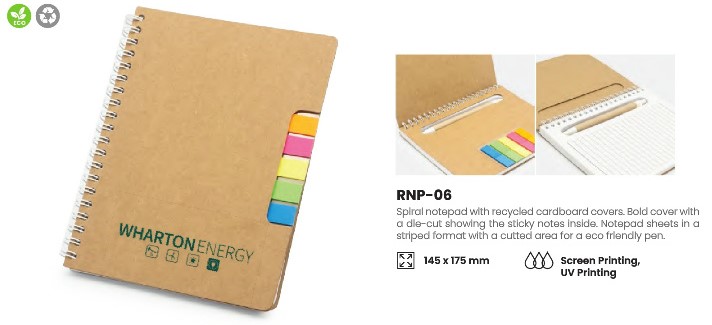 ECO
WHARTON ENERGY
RNP-06
Spiral notepad with recycled cardboard covers. Bold cover with
a die-cut showing the sticky notes inside. Notepad sheets in a
striped format with a cutted area for a eco friendly pen.
145 x 175 mm
Screen Printing,
UV Printing